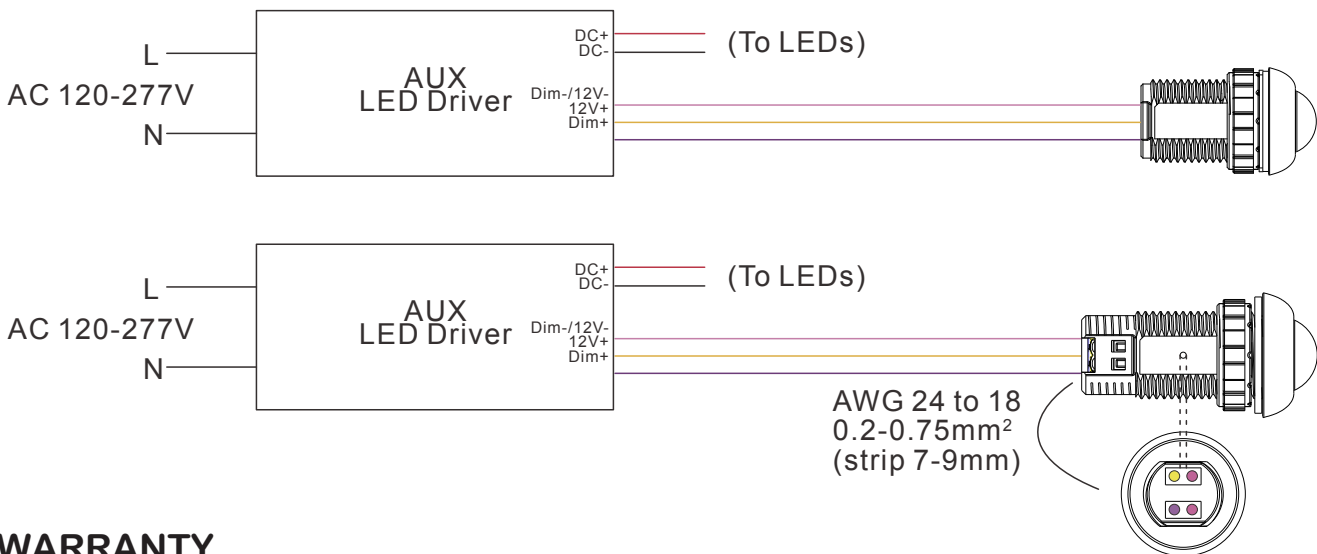 L
AC 120-277V
N
AUX
LED Driver
DC+
DC-
(To LEDs)
Dim-/12V-
12V+
Dim+
L
AC 120-277V
N
AUX
LED Driver
DC+
DC-
(To LEDs)
Dim-/12V-
12V+
Dim+
AWG 24 to 18
0.2-0.75mm²
(strip 7-9mm)
WARRANTY